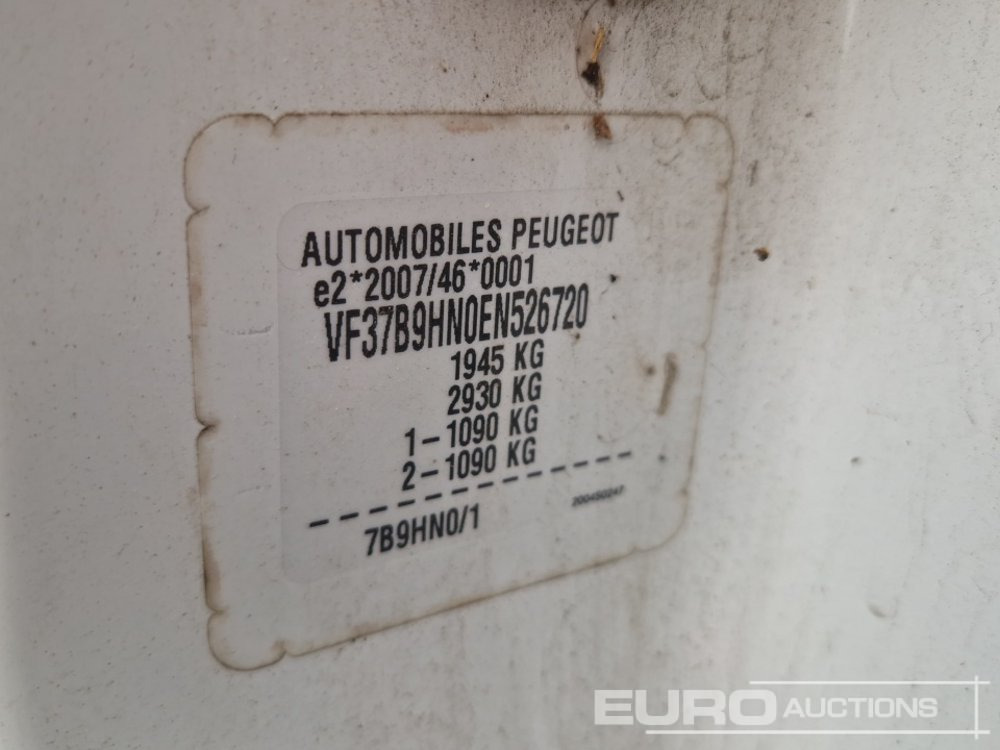 AUTOMOBILES PEUGEOT
e2*2007/46*0001
VF37B9HN0EN526720
1945 KG
2930 KG
1-1090 KG
2-1090 KG
7B9HN0/1
2004S0247
EURO AUCTIONS